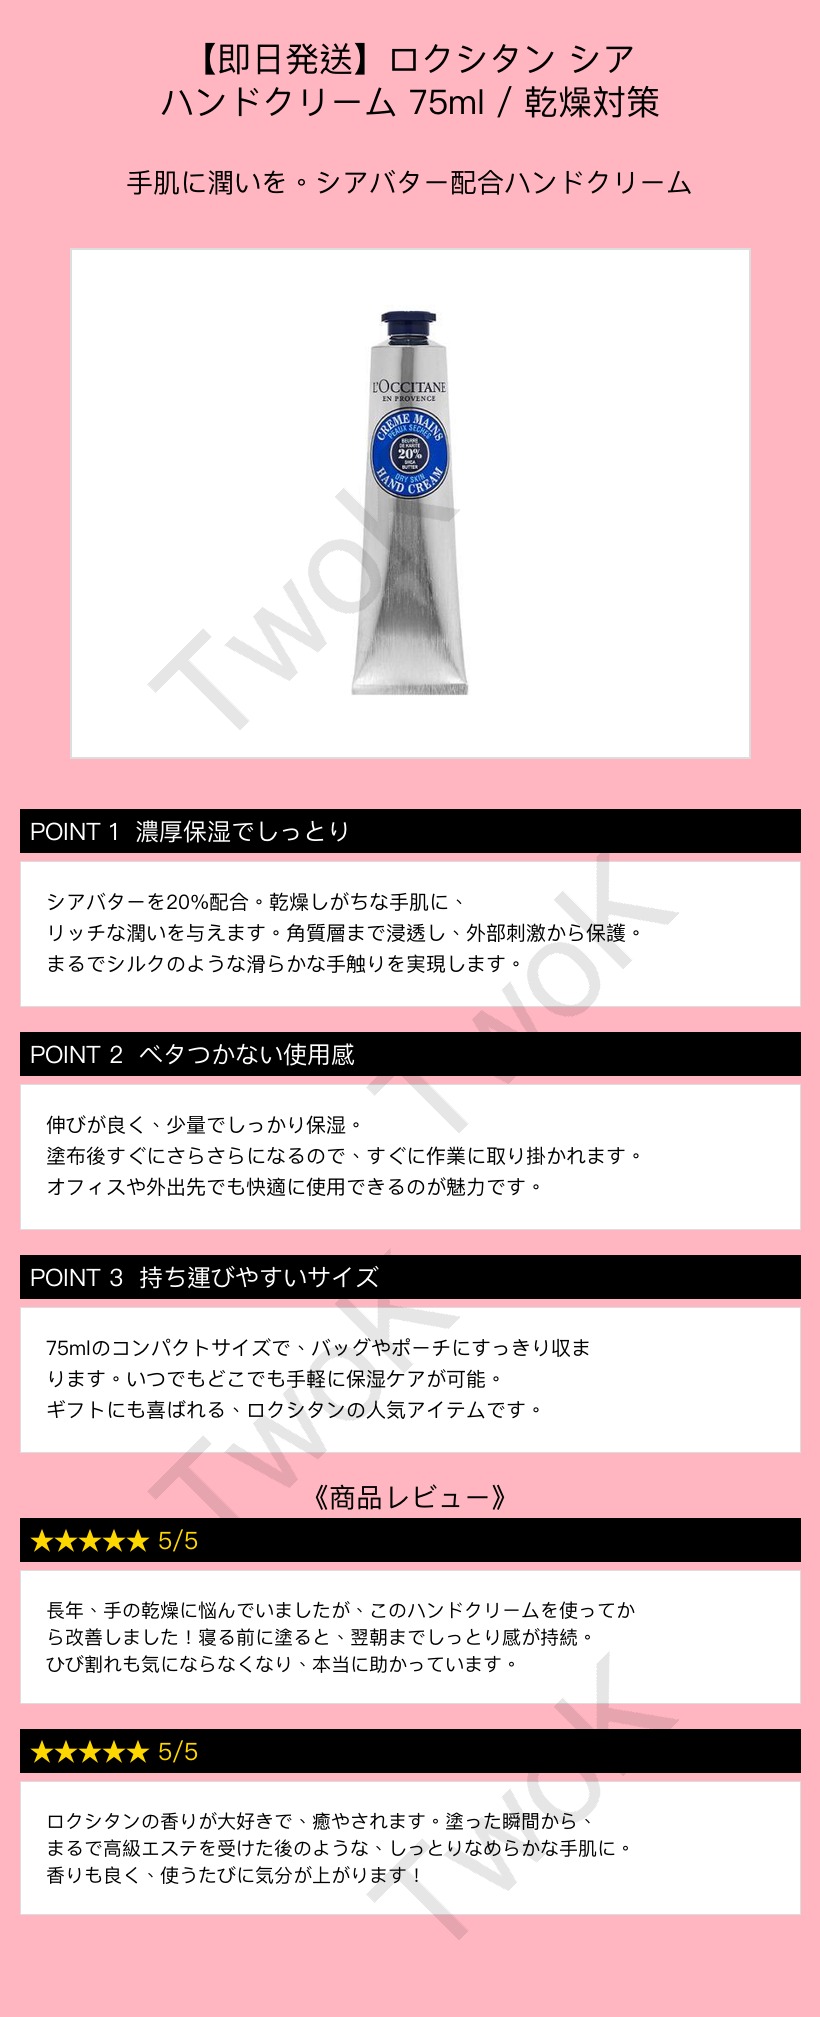 【即日発送】ロクシタン シア
ハンドクリーム 75ml / 乾燥対策
手肌に潤いを。シアバター配合ハンドクリーム
L'OCCITANE
EN PROVENCE
CRÈME MAINS
PEAUX SÈCHES
BEURRE
DE KARITÉ
20%
SHEA
BUTTER
DRY SKIN
HAND CREAM
TwoK
POINT 1 濃厚保湿でしっとり
シアバターを20%配合。乾燥しがちな手肌に、
リッチな潤いを与えます。角質層まで浸透し、外部刺激から保護。
まるでシルクのような滑らかな手触りを実現します。
TwoK
POINT 2 ベタつかない使用感
伸びが良く、少量でしっかり保湿。
塗布後すぐにさらさらになるので、すぐに作業に取り掛かれます。
オフィスや外出先でも快適に使用できるのが魅力です。
POINT 3 持ち運びやすいサイズ
75mlのコンパクトサイズで、バッグやポーチにすっきり収ま
ります。いつでもどこでも手軽に保湿ケアが可能。
ギフトにも喜ばれる、ロクシタンの人気アイテムです。
TwoK
《商品レビュー》
★★★★★ 5/5
長年、手の乾燥に悩んでいましたが、このハンドクリームを使ってか
ら改善しました！寝る前に塗ると、翌朝までしっとり感が持続。
ひび割れも気にならなくなり、本当に助かっています。
★★★★★ 5/5
ロクシタンの香りが大好きで、癒やされます。塗った瞬間から、
まるで高級エステを受けた後のような、しっとりなめらかな手肌に。
香りも良く、使うたびに気分が上がります！
TwoK